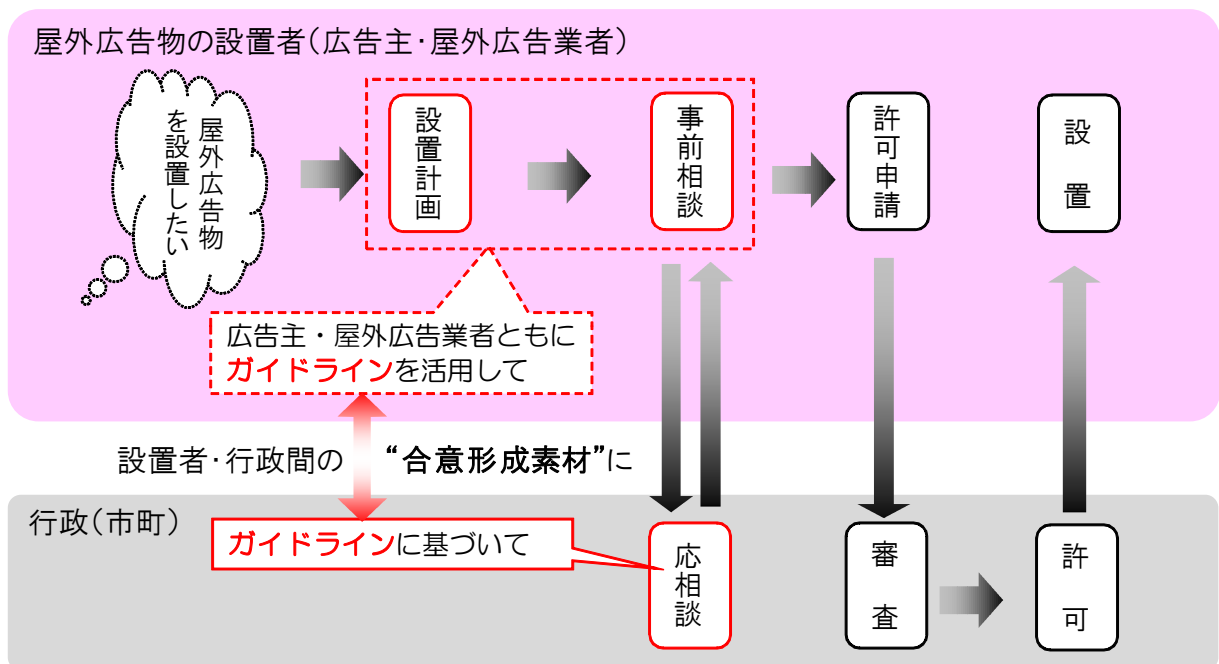 屋外広告物の設置者（広告主・屋外広告業者）
屋外広告物
を設置したい
設置計画
事前相談
許可申請
設置
広告主・屋外広告業者ともに
ガイドラインを活用して
設置者・行政間の “合意形成素材”に
行政（市町）
ガイドラインに基づいて
応相談
審査
許可